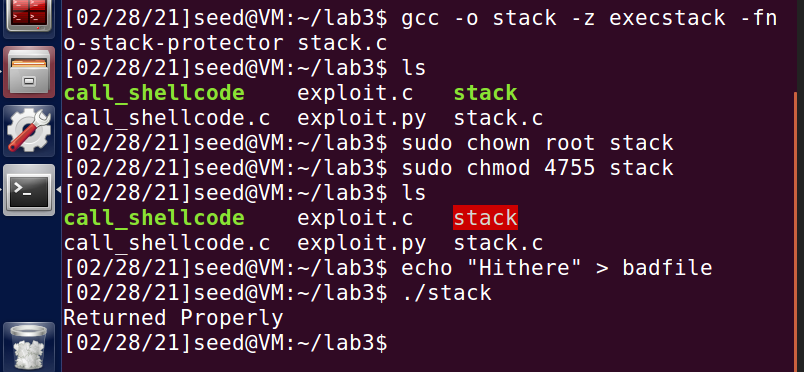 [02/28/21]seed@VM:~/lab3$ gcc -o stack -z execstack -fn
o-stack-protector stack.c
[02/28/21]seed@VM:~/lab3$ ls
call_shellcode    exploit.c   stack
call_shellcode.c  exploit.py  stack.c
[02/28/21]seed@VM:~/lab3$ sudo chown root stack
[02/28/21]seed@VM:~/lab3$ sudo chmod 4755 stack
[02/28/21]seed@VM:~/lab3$ ls
call_shellcode    exploit.c   stack
call_shellcode.c  exploit.py  stack.c
[02/28/21]seed@VM:~/lab3$ echo "Hithere" > badfile
[02/28/21]seed@VM:~/lab3$ ./stack
Returned Properly
[02/28/21]seed@VM:~/lab3$